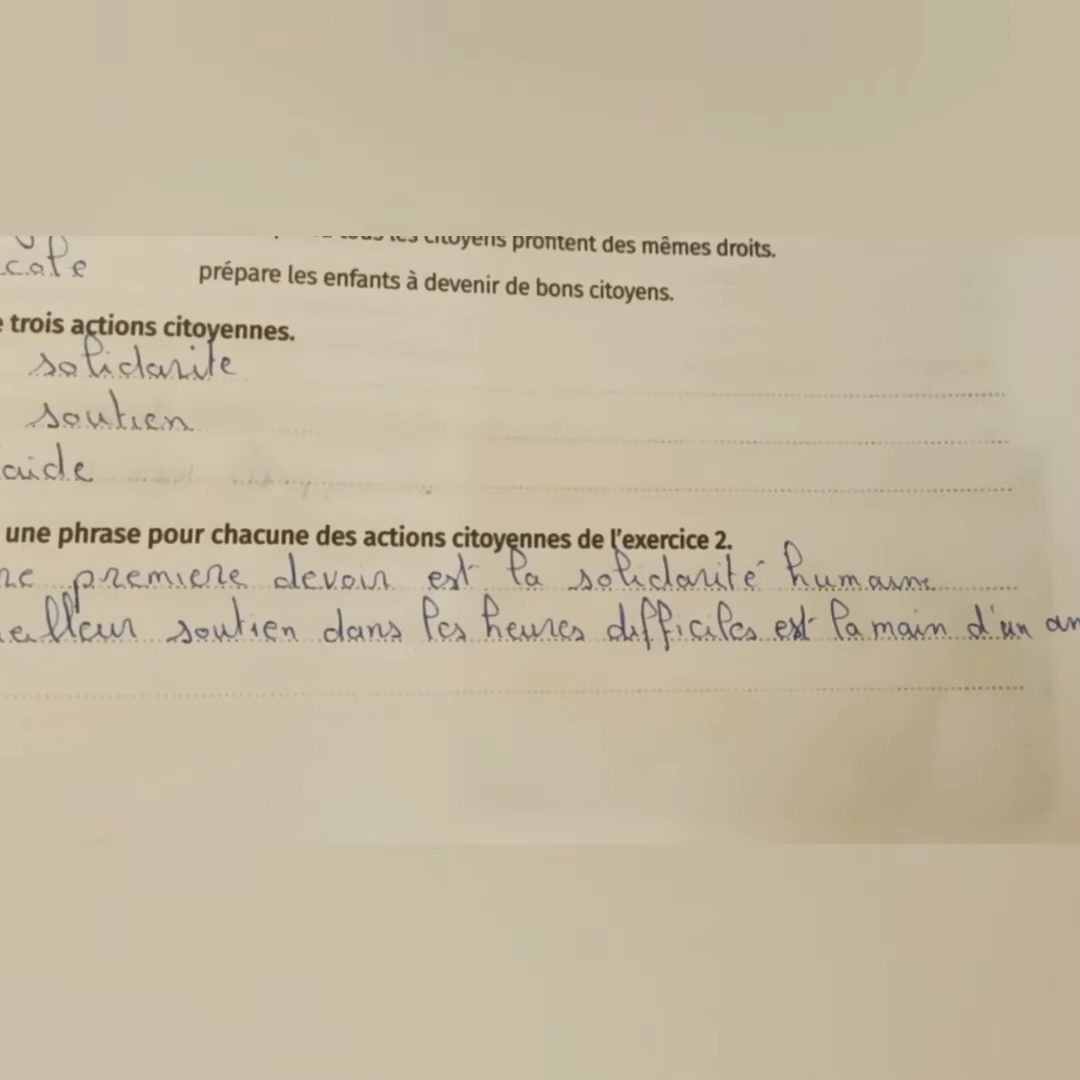 tous les citoyens profitent des mêmes droits.
prépare les enfants à devenir de bons citoyens.
trois actions citoyennes.
solidarite
soutien
aide
une phrase pour chacune des actions citoyennes de l'exercice 2.
premiere devoir est la solidarité humaine
soutien dans les heures difficiles est la main d'un